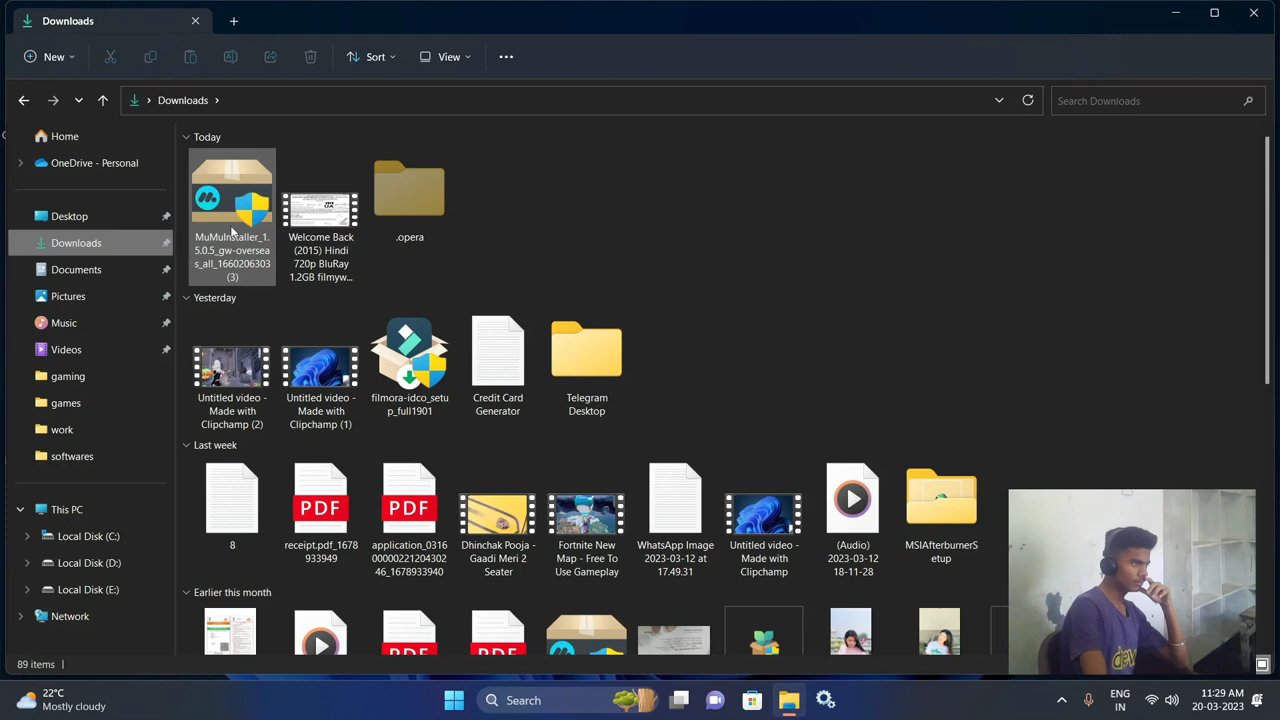 Downloads
New
Sort
View
Downloads
Search Downloads
Home
OneDrive - Personal
Desktop
Downloads
Documents
Pictures
Music
Videos
gaming
games
work
softwares
This PC
Local Disk (C:)
Local Disk (D:)
Local Disk (E:)
Network
Today
MuMuInstaller_1.
5.0.5_gw-oversea
s_all_1660206303
(3)
Welcome Back
(2015) Hindi
720p BluRay
1.2GB filmyw...
.opera
Yesterday
Untitled video -
Made with
Clipchamp (2)
Untitled video -
Made with
Clipchamp (1)
filmora-idco_setu
p_full1901
Credit Card
Generator
Telegram
Desktop
Last week
8
PDF
receipt.pdf_1678
933949
PDF
application_0316
00000221204302
46_1678933940
Dhinchak Pooja -
Gaadi Meri 2
Seater
Fortnite New
Map - Free To
Use Gameplay
WhatsApp Image
2023-03-12 at
17.49.31
Untitled video -
Made with
Clipchamp
(Audio)
2023-03-12
18-11-28
MSIAfterburnerS
etup
Earlier this month
PDF
PDF
89 items
22°C
Mostly cloudy
Search
ENG
IN
11:29 AM
20-03-2023